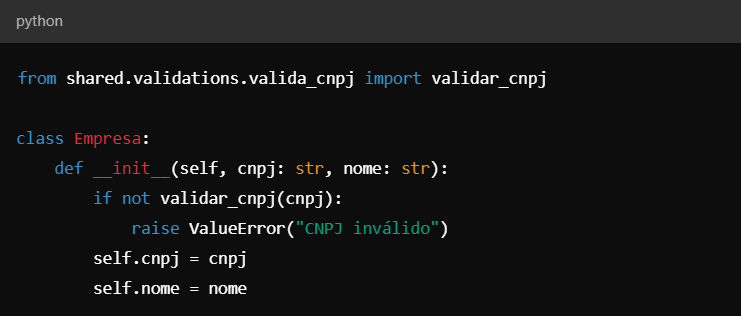 python
from shared.validations.valida_cnpj import validar_cnpj
class Empresa:
    def __init__(self, cnpj: str, nome: str):
        if not validar_cnpj(cnpj):
            raise ValueError("CNPJ inválido")
        self.cnpj = cnpj
        self.nome = nome